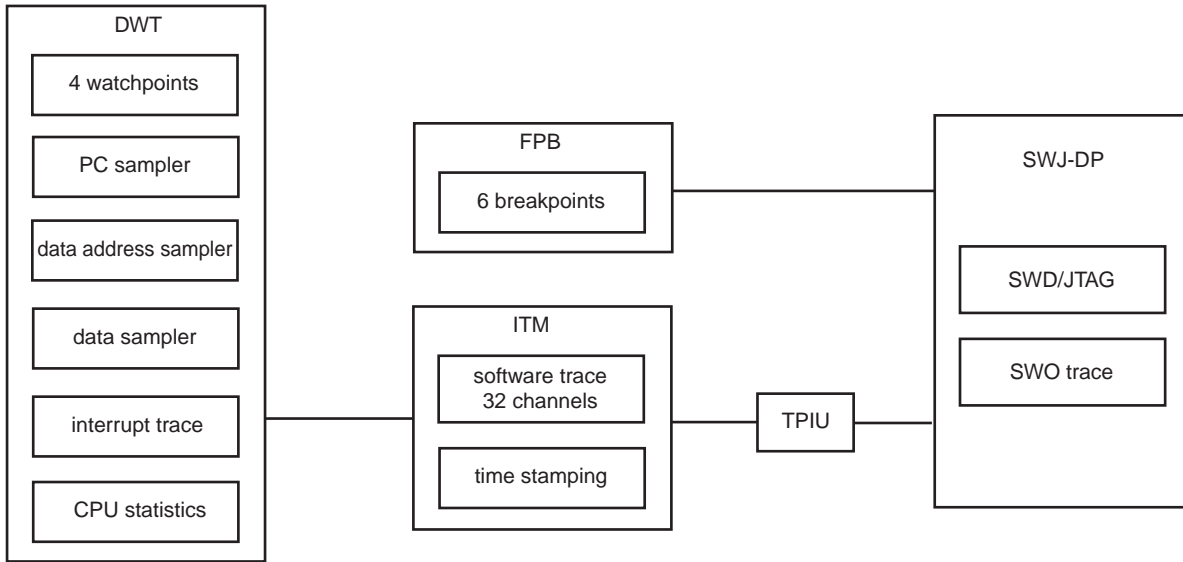 DWT
4 watchpoints
PC sampler
data address sampler
data sampler
interrupt trace
CPU statistics
FPB
6 breakpoints
ITM
software trace
32 channels
time stamping
TPIU
SWJ-DP
SWD/JTAG
SWO trace